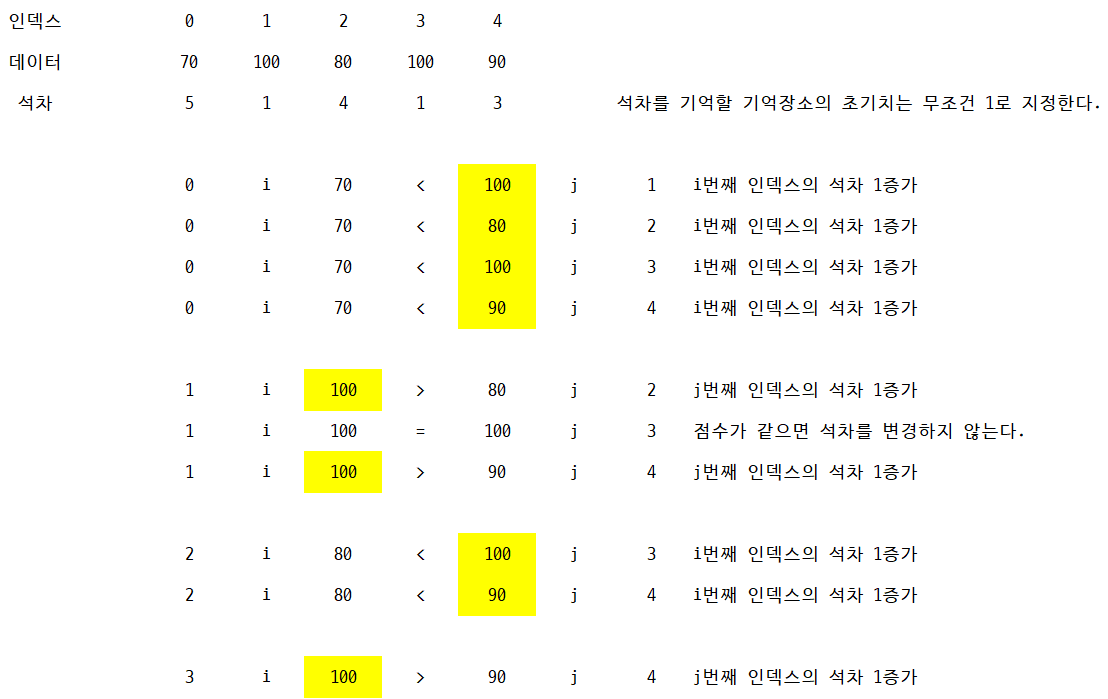 인덱스 0 1 2 3 4
데이터 70 100 80 100 90
석차 5 1 4 1 3 석차를 기억할 기억장소의 초기치는 무조건 1로 지정한다.
0 i 70 < 100 j 1 i번째 인덱스의 석차 1증가
0 i 70 < 80 j 2 i번째 인덱스의 석차 1증가
0 i 70 < 100 j 3 i번째 인덱스의 석차 1증가
0 i 70 < 90 j 4 i번째 인덱스의 석차 1증가
1 i 100 > 80 j 2 j번째 인덱스의 석차 1증가
1 i 100 = 100 j 3 점수가 같으면 석차를 변경하지 않는다.
1 i 100 > 90 j 4 j번째 인덱스의 석차 1증가
2 i 80 < 100 j 3 i번째 인덱스의 석차 1증가
2 i 80 < 90 j 4 i번째 인덱스의 석차 1증가
3 i 100 > 90 j 4 j번째 인덱스의 석차 1증가